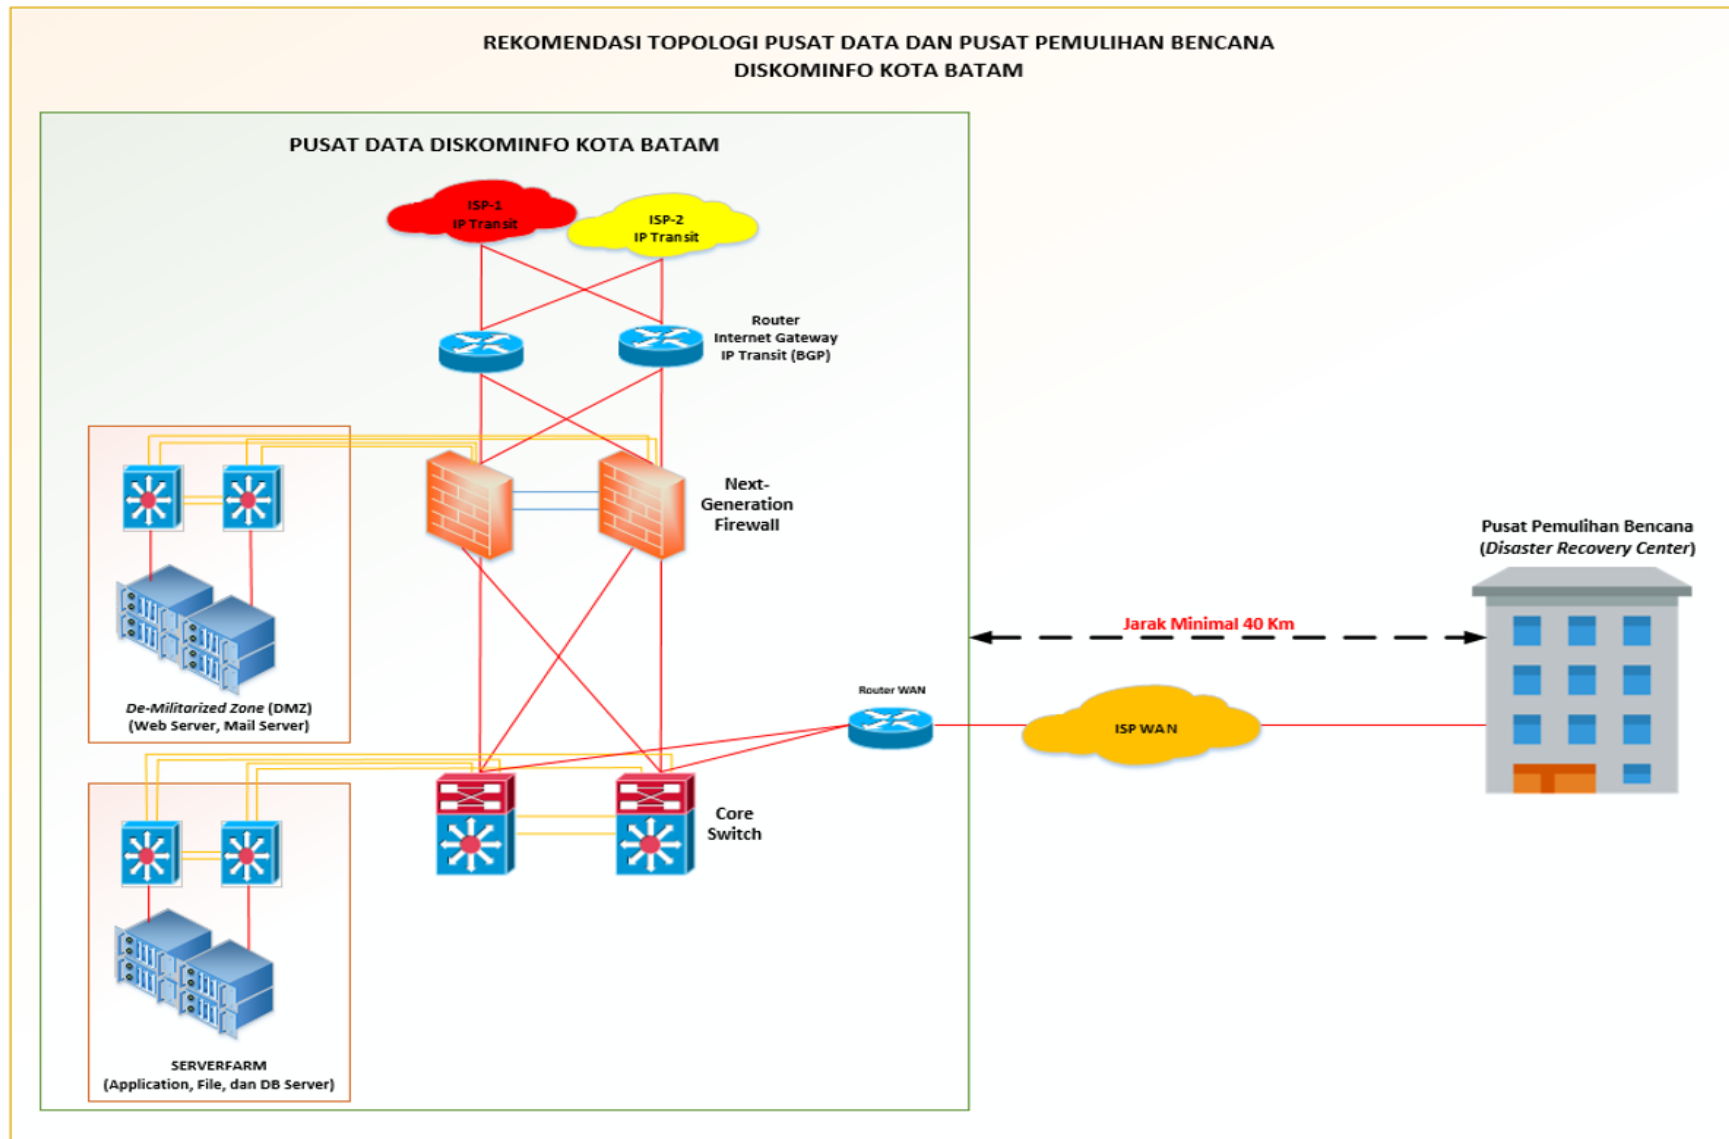 REKOMENDASI TOPOLOGI PUSAT DATA DAN PUSAT PEMULIHAN BENCANA
DISKOMINFO KOTA BATAM
PUSAT DATA DISKOMINFO KOTA BATAM
ISP-1
IP Transit
ISP-2
IP Transit
Router
Internet Gateway
IP Transit (BGP)
Next-
Generation
Firewall
De-Militarized Zone (DMZ)
(Web Server, Mail Server)
Core
Switch
SERVERFARM
(Application, File, dan DB Server)
Router WAN
ISP WAN
Jarak Minimal 40 Km
Pusat Pemulihan Bencana
(Disaster Recovery Center)